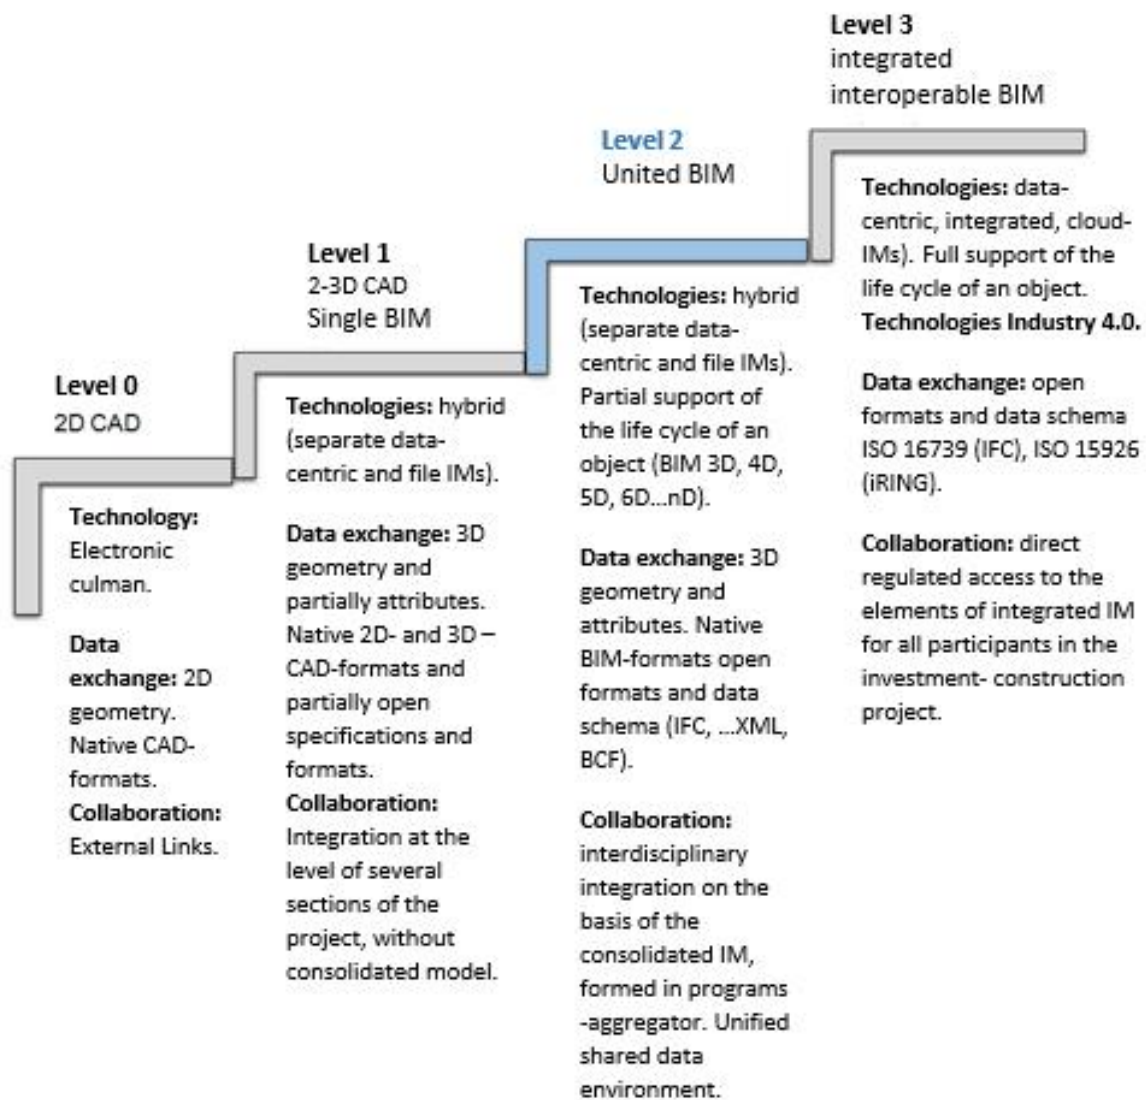 Level 0
2D CAD
Technology:
Electronic
culman.
Data
exchange: 2D
geometry.
Native CAD-
formats.
Collaboration:
External Links.
Level 1
2-3D CAD
Single BIM
Technologies: hybrid
(separate data-
centric and file IMs).
Data exchange: 3D
geometry and
partially attributes.
Native 2D- and 3D –
CAD-formats and
partially open
specifications and
formats.
Collaboration:
Integration at the
level of several
sections of the
project, without
consolidated model.
Level 2
United BIM
Technologies: hybrid
(separate data-
centric and file IMs).
Partial support of
the life cycle of an
object (BIM 3D, 4D,
5D, 6D...nD).
Data exchange: 3D
geometry and
attributes. Native
BIM-formats open
formats and data
schema (IFC, ...XML,
BCF).
Collaboration:
interdisciplinary
integration on the
basis of the
consolidated IM,
formed in programs
-aggregator. Unified
shared data
environment.
Level 3
integrated
interoperable BIM
Technologies: data-
centric, integrated, cloud-
IMs). Full support of the
life cycle of an object.
Technologies Industry 4.0.
Data exchange: open
formats and data schema
ISO 16739 (IFC), ISO 15926
(iRING).
Collaboration: direct
regulated access to the
elements of integrated IM
for all participants in the
investment- construction
project.